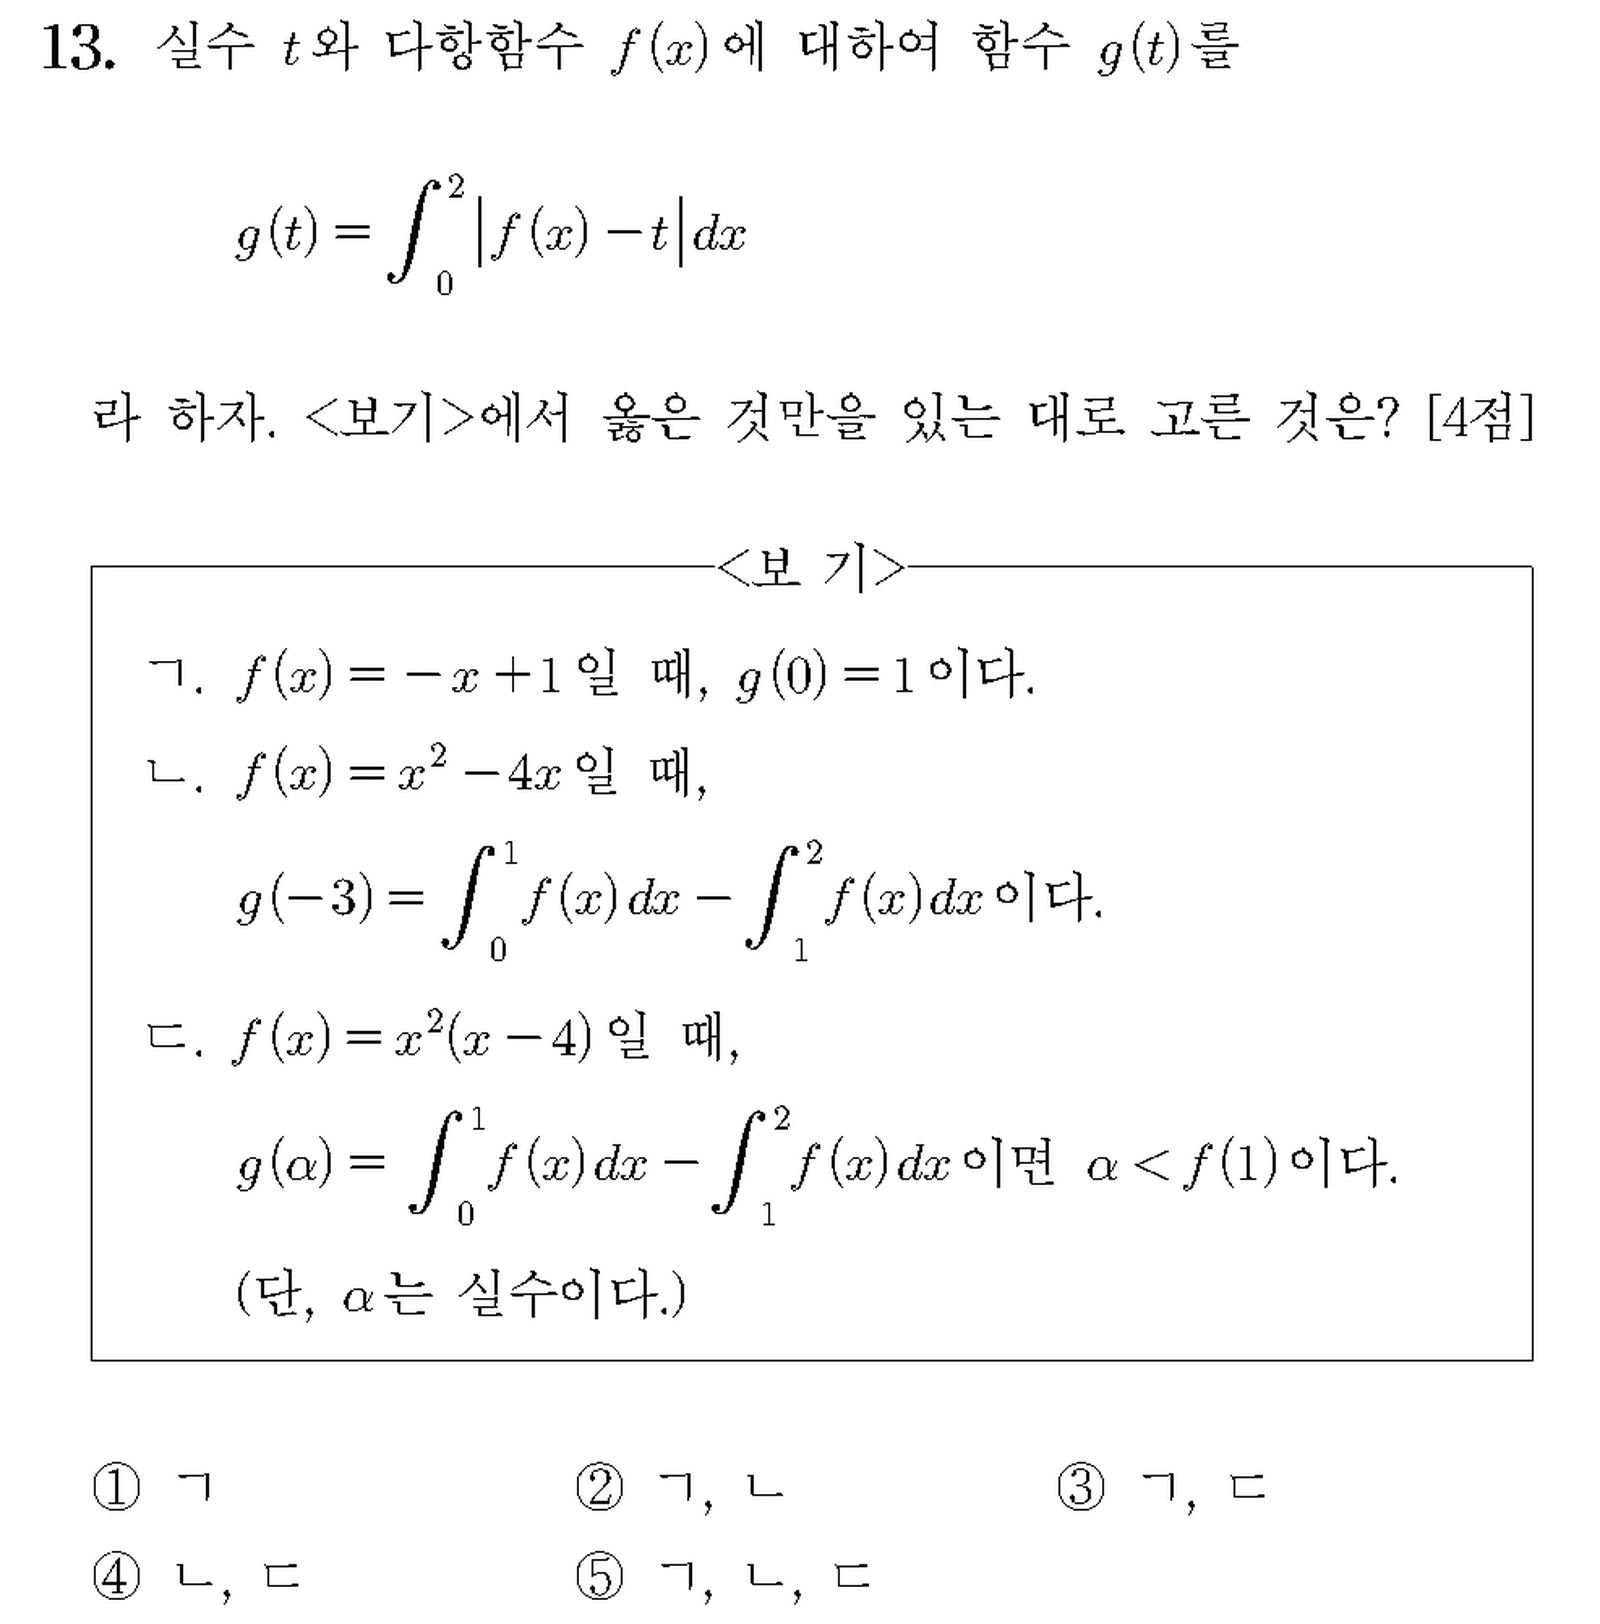 13. 실수 t와 다항함수 f(x)에 대하여 함수 g(t)를
g(t) = ∫₀² |f(x) − t| dx
라 하자. <보기>에서 옳은 것만을 있는 대로 고른 것은? [4점]
<보 기>
ㄱ. f(x) = −x + 1일 때, g(0) = 1이다.
ㄴ. f(x) = x² − 4x일 때,
g(−3) = ∫₀¹ f(x) dx − ∫₁² f(x) dx이다.
ㄷ. f(x) = x²(x − 4)일 때,
g(α) = ∫₀¹ f(x) dx − ∫₁² f(x) dx이면 α < f(1)이다.
(단, α는 실수이다.)
① ㄱ ② ㄱ, ㄴ ③ ㄱ, ㄷ
④ ㄴ, ㄷ ⑤ ㄱ, ㄴ, ㄷ